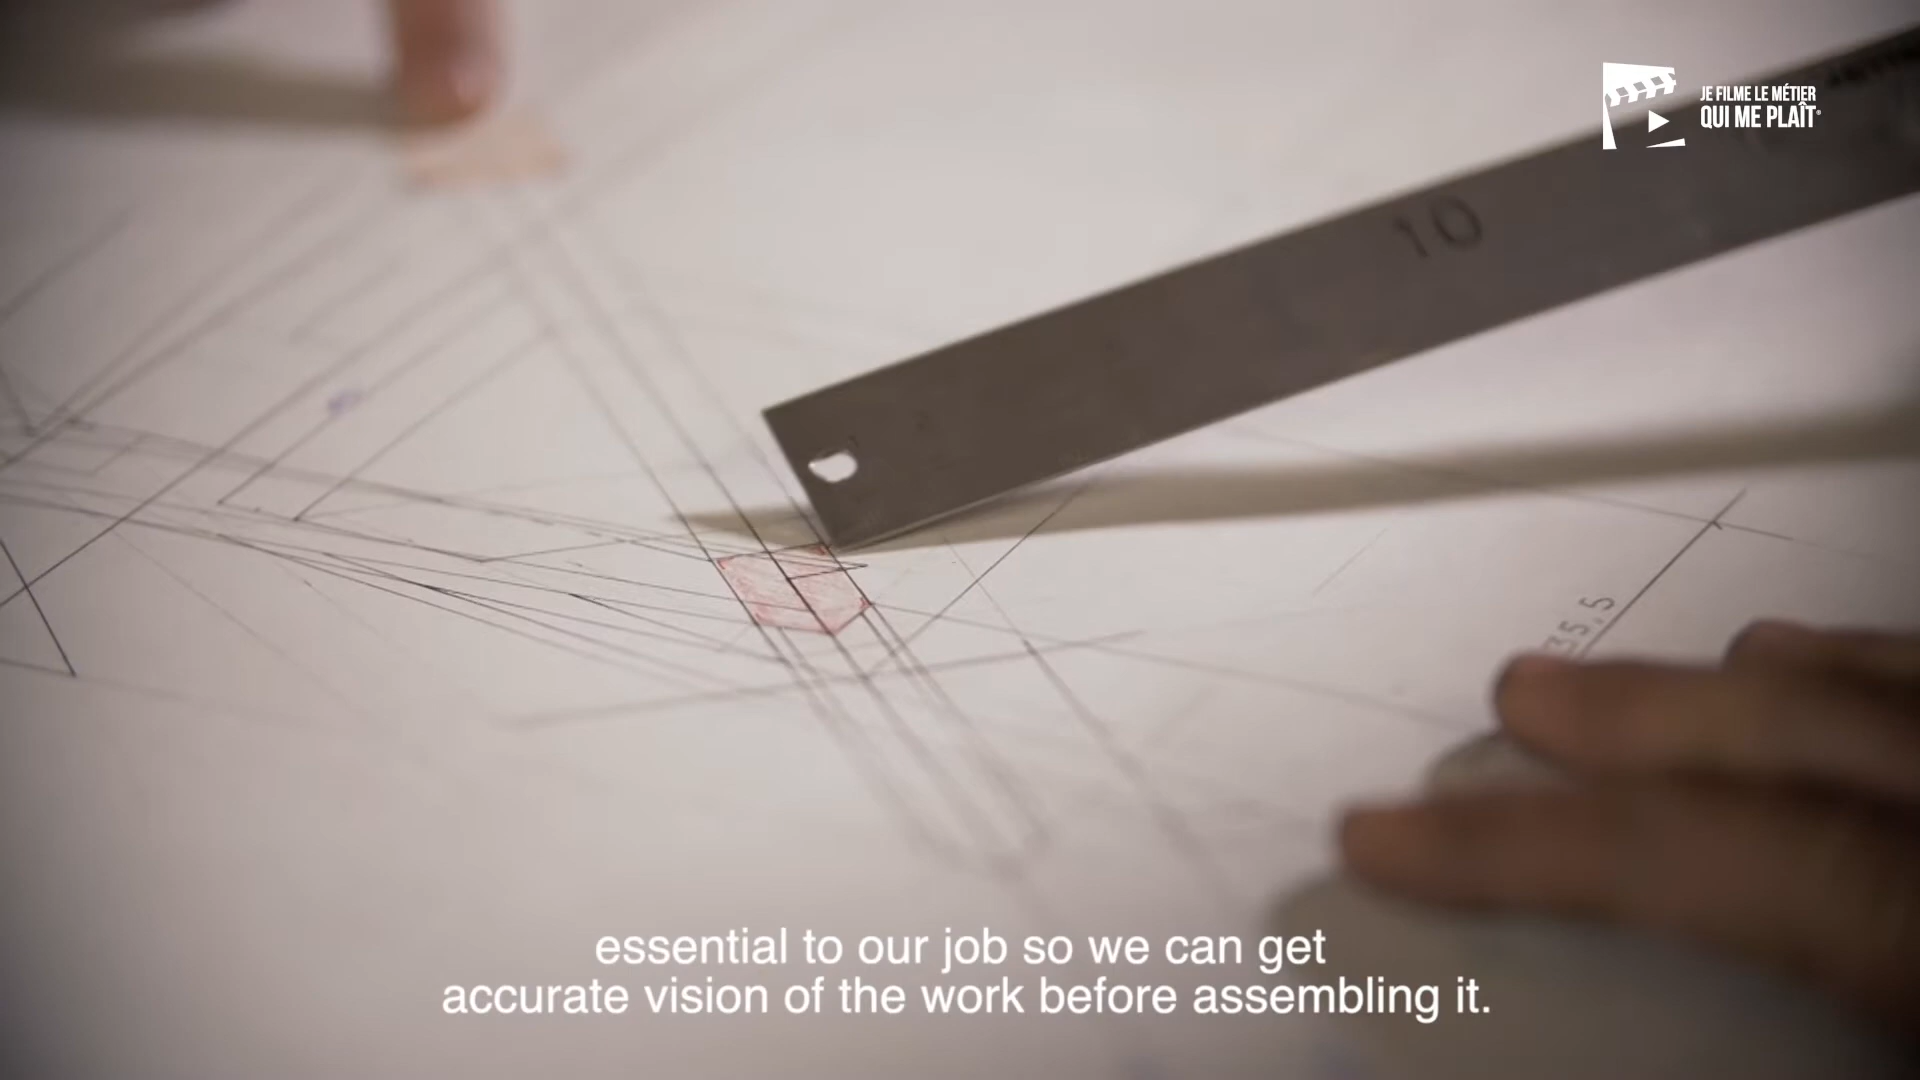 JE FILME LE MÉTIER
QUI ME PLAÎT®
10
35,5
essential to our job so we can get
accurate vision of the work before assembling it.